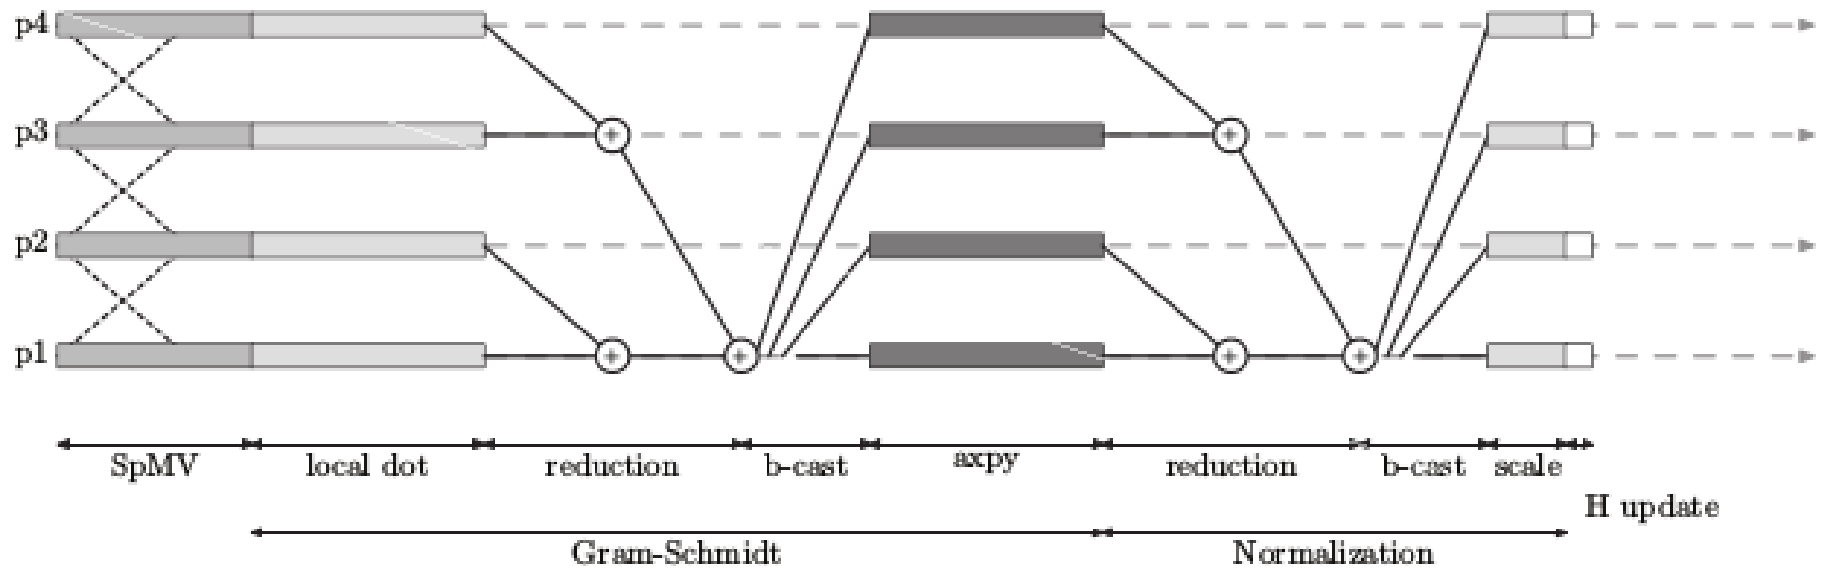 p4
p3
+ +
p2
p1
+ + + +
SpMV local dot reduction b-cast axpy reduction b-cast scale
H update
Gram-Schmidt Normalization